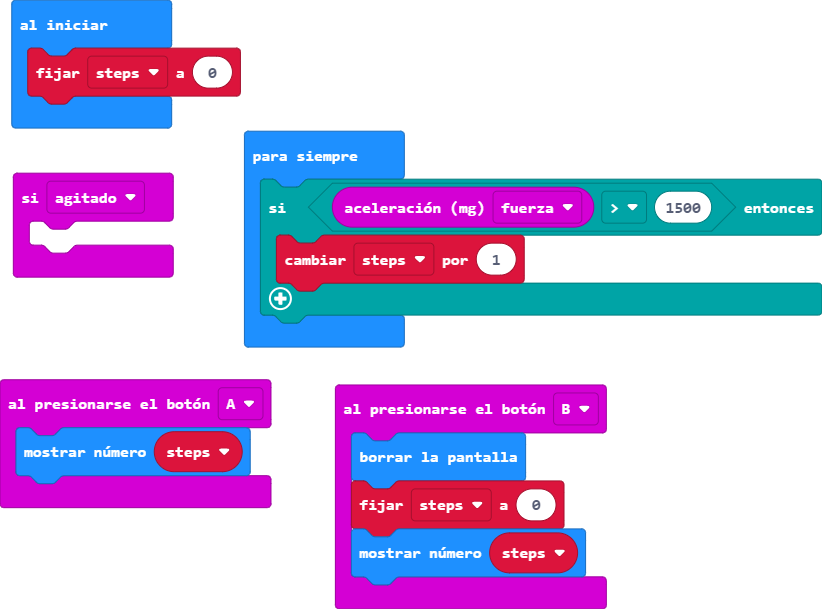 al iniciar
fijar steps a 0
para siempre
si aceleración (mg) fuerza > 1500 entonces
cambiar steps por 1
si agitado
al presionarse el botón A
mostrar número steps
al presionarse el botón B
borrar la pantalla
fijar steps a 0
mostrar número steps